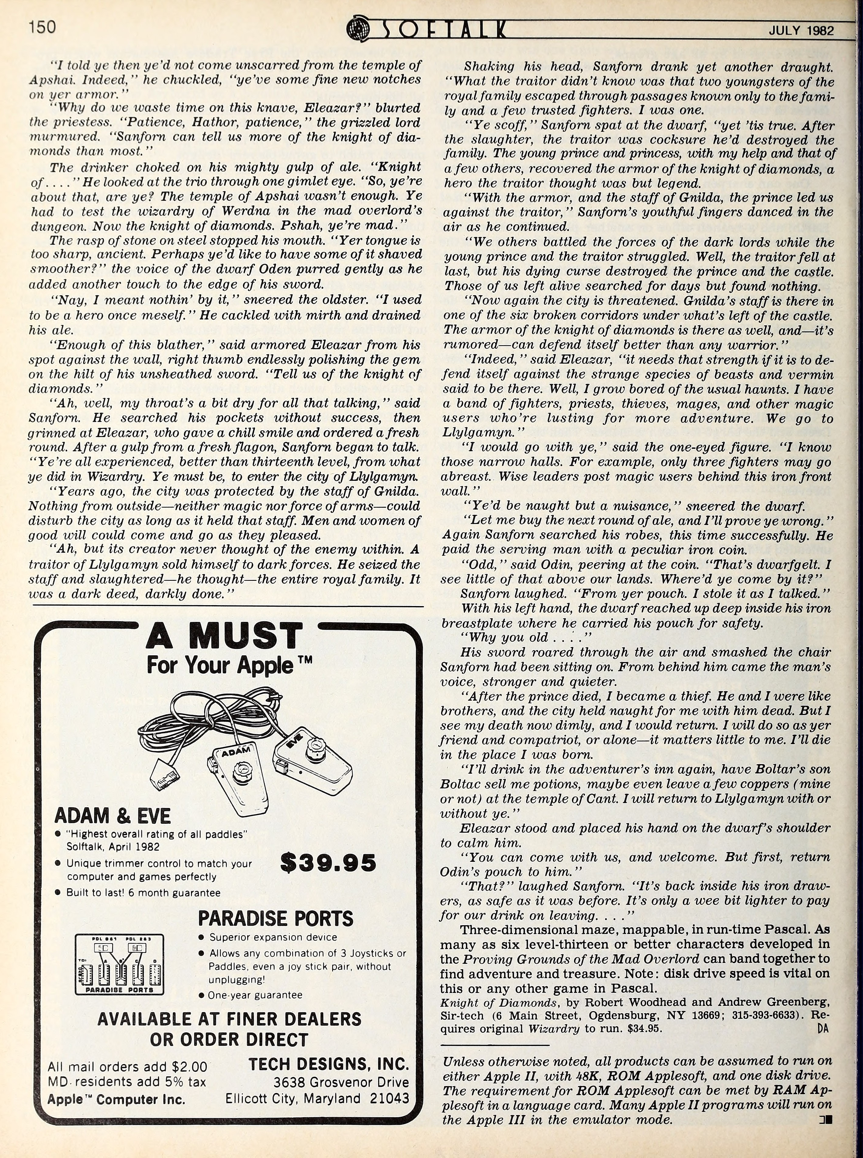 150
SOFTALK
JULY 1982
"I told ye then ye'd not come unscarred from the temple of
Apshai. Indeed," he chuckled, "ye've some fine new notches
on yer armor."
"Why do we waste time on this knave, Eleazar?" blurted
the priestess. "Patience, Hathor, patience," the grizzled lord
murmured. "Sanforn can tell us more of the knight of dia-
monds than most."
The drinker choked on his mighty gulp of ale. "Knight
of . . . ." He looked at the trio through one gimlet eye. "So, ye're
about that, are ye? The temple of Apshai wasn't enough. Ye
had to test the wizardry of Werdna in the mad overlord's
dungeon. Now the knight of diamonds. Pshah, ye're mad."
The rasp of stone on steel stopped his mouth. "Yer tongue is
too sharp, ancient. Perhaps ye'd like to have some of it shaved
smoother?" the voice of the dwarf Oden purred gently as he
added another touch to the edge of his sword.
"Nay, I meant nothin' by it," sneered the oldster. "I used
to be a hero once meself." He cackled with mirth and drained
his ale.
"Enough of this blather," said armored Eleazar from his
spot against the wall, right thumb endlessly polishing the gem
on the hilt of his unsheathed sword. "Tell us of the knight of
diamonds."
"Ah, well, my throat's a bit dry for all that talking," said
Sanforn. He searched his pockets without success, then
grinned at Eleazar, who gave a chill smile and ordered a fresh
round. After a gulp from a fresh flagon, Sanforn began to talk.
"Ye're all experienced, better than thirteenth level, from what
ye did in Wizardry. Ye must be, to enter the city of Llylgamyn.
"Years ago, the city was protected by the staff of Gnilda.
Nothing from outside—neither magic nor force of arms—could
disturb the city as long as it held that staff. Men and women of
good will could come and go as they pleased.
"Ah, but its creator never thought of the enemy within. A
traitor of Llylgamyn sold himself to dark forces. He seized the
staff and slaughtered—he thought—the entire royal family. It
was a dark deed, darkly done."
A MUST
For Your Apple™
ADAM
EVE
ADAM & EVE
• "Highest overall rating of all paddles"
Solftalk, April 1982
• Unique trimmer control to match your
computer and games perfectly
• Built to last! 6 month guarantee
$39.95
PARADISE PORTS
• Superior expansion device
• Allows any combination of 3 Joysticks or
Paddles, even a joy stick pair, without
unplugging!
• One-year guarantee
PDL 0&1 PDL 2&3
PARADISE PORTS
AVAILABLE AT FINER DEALERS
OR ORDER DIRECT
All mail orders add $2.00
MD. residents add 5% tax
Apple™ Computer Inc.
TECH DESIGNS, INC.
3638 Grosvenor Drive
Ellicott City, Maryland 21043
Shaking his head, Sanforn drank yet another draught.
"What the traitor didn't know was that two youngsters of the
royal family escaped through passages known only to the fami-
ly and a few trusted fighters. I was one.
"Ye scoff," Sanforn spat at the dwarf, "yet 'tis true. After
the slaughter, the traitor was cocksure he'd destroyed the
family. The young prince and princess, with my help and that of
a few others, recovered the armor of the knight of diamonds, a
hero the traitor thought was but legend.
"With the armor, and the staff of Gnilda, the prince led us
against the traitor," Sanforn's youthful fingers danced in the
air as he continued.
"We others battled the forces of the dark lords while the
young prince and the traitor struggled. Well, the traitor fell at
last, but his dying curse destroyed the prince and the castle.
Those of us left alive searched for days but found nothing.
"Now again the city is threatened. Gnilda's staff is there in
one of the six broken corridors under what's left of the castle.
The armor of the knight of diamonds is there as well, and—it's
rumored—can defend itself better than any warrior."
"Indeed," said Eleazar, "it needs that strength if it is to de-
fend itself against the strange species of beasts and vermin
said to be there. Well, I grow bored of the usual haunts. I have
a band of fighters, priests, thieves, mages, and other magic
users who're lusting for more adventure. We go to
Llylgamyn."
"I would go with ye," said the one-eyed figure. "I know
those narrow halls. For example, only three fighters may go
abreast. Wise leaders post magic users behind this iron front
wall."
"Ye'd be naught but a nuisance," sneered the dwarf.
"Let me buy the next round of ale, and I'll prove ye wrong."
Again Sanforn searched his robes, this time successfully. He
paid the serving man with a peculiar iron coin.
"Odd," said Odin, peering at the coin. "That's dwarfgelt. I
see little of that above our lands. Where'd ye come by it?"
Sanforn laughed. "From yer pouch. I stole it as I talked."
With his left hand, the dwarf reached up deep inside his iron
breastplate where he carried his pouch for safety.
"Why you old . . . ."
His sword roared through the air and smashed the chair
Sanforn had been sitting on. From behind him came the man's
voice, stronger and quieter.
"After the prince died, I became a thief. He and I were like
brothers, and the city held naught for me with him dead. But I
see my death now dimly, and I would return. I will do so as yer
friend and compatriot, or alone—it matters little to me. I'll die
in the place I was born.
"I'll drink in the adventurer's inn again, have Boltar's son
Boltac sell me potions, maybe even leave a few coppers (mine
or not) at the temple of Cant. I will return to Llylgamyn with or
without ye."
Eleazar stood and placed his hand on the dwarf's shoulder
to calm him.
"You can come with us, and welcome. But first, return
Odin's pouch to him."
"That?" laughed Sanforn. "It's back inside his iron draw-
ers, as safe as it was before. It's only a wee bit lighter to pay
for our drink on leaving. . . ."
Three-dimensional maze, mappable, in run-time Pascal. As
many as six level-thirteen or better characters developed in
the Proving Grounds of the Mad Overlord can band together to
find adventure and treasure. Note: disk drive speed is vital on
this or any other game in Pascal.
Knight of Diamonds, by Robert Woodhead and Andrew Greenberg,
Sir-tech (6 Main Street, Ogdensburg, NY 13669; 315-393-6633). Re-
quires original Wizardry to run. $34.95. DA
Unless otherwise noted, all products can be assumed to run on
either Apple II, with 48K, ROM Applesoft, and one disk drive.
The requirement for ROM Applesoft can be met by RAM Ap-
plesoft in a language card. Many Apple II programs will run on
the Apple III in the emulator mode.